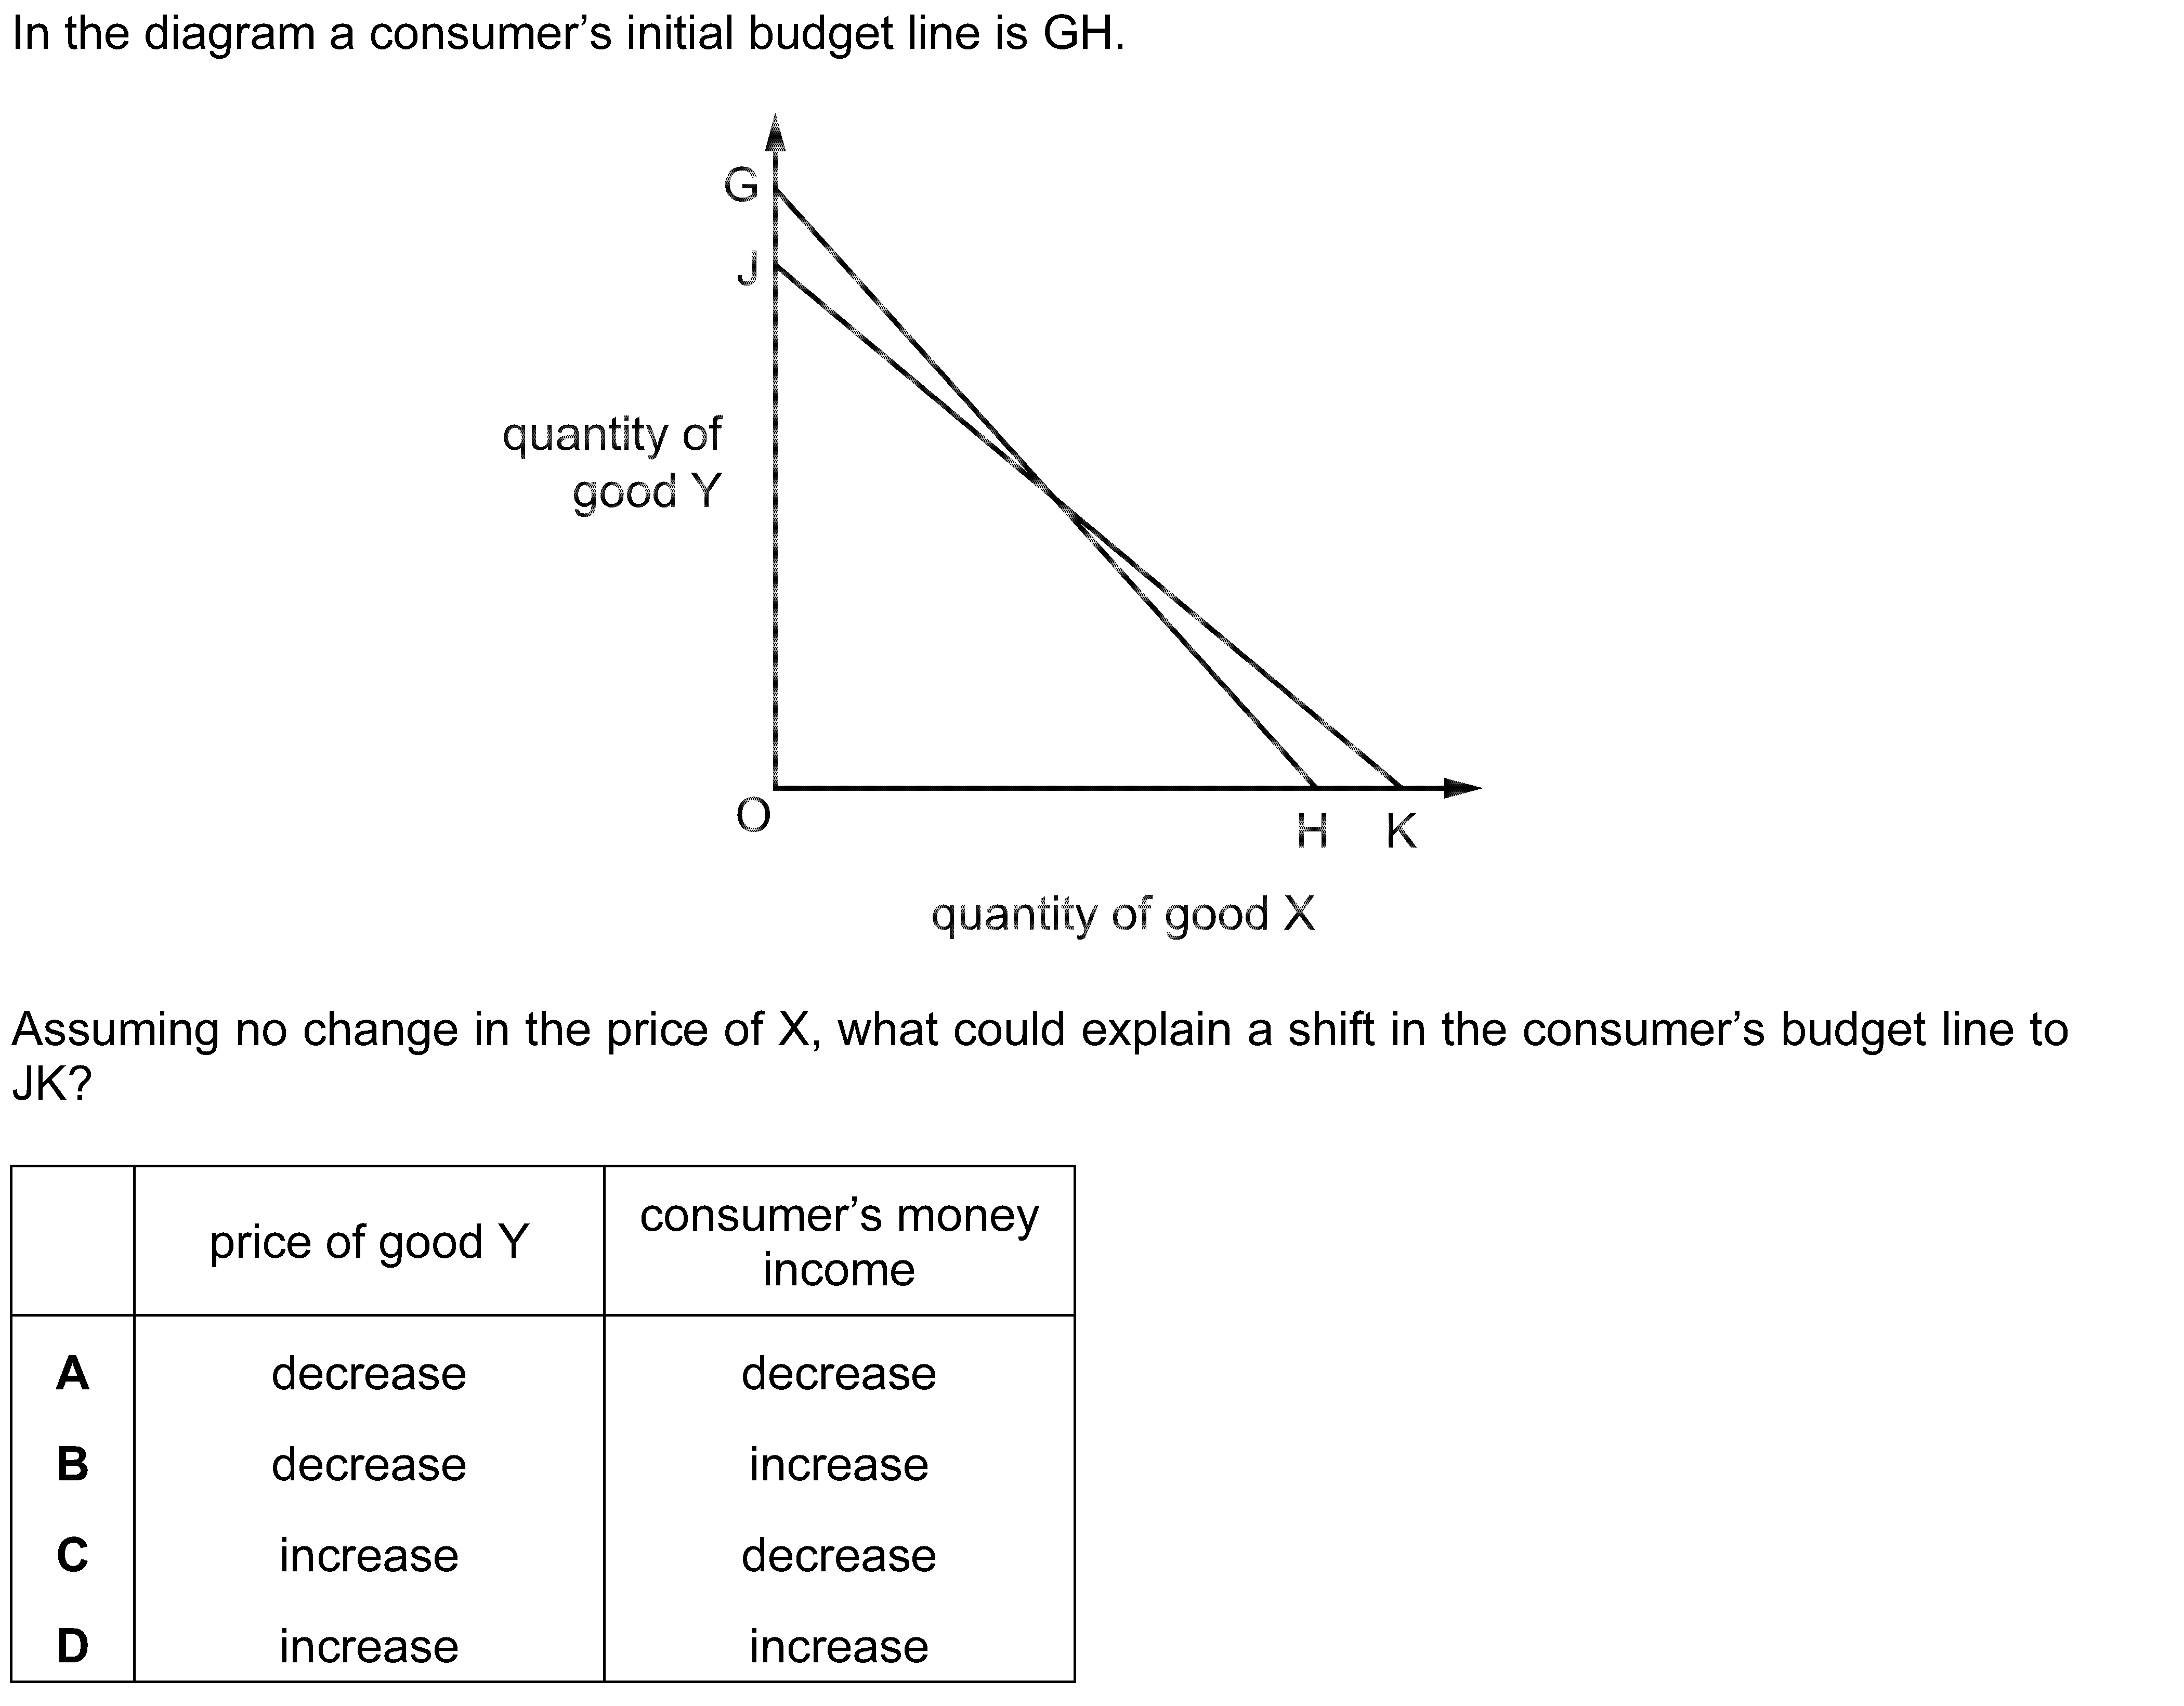 In the diagram a consumer’s initial budget line is GH.
G
J
quantity of
good Y
O
H K
quantity of good X
Assuming no change in the price of X, what could explain a shift in the consumer’s budget line to
JK?
price of good Y
consumer’s money
income
A decrease decrease
B decrease increase
C increase decrease
D increase increase